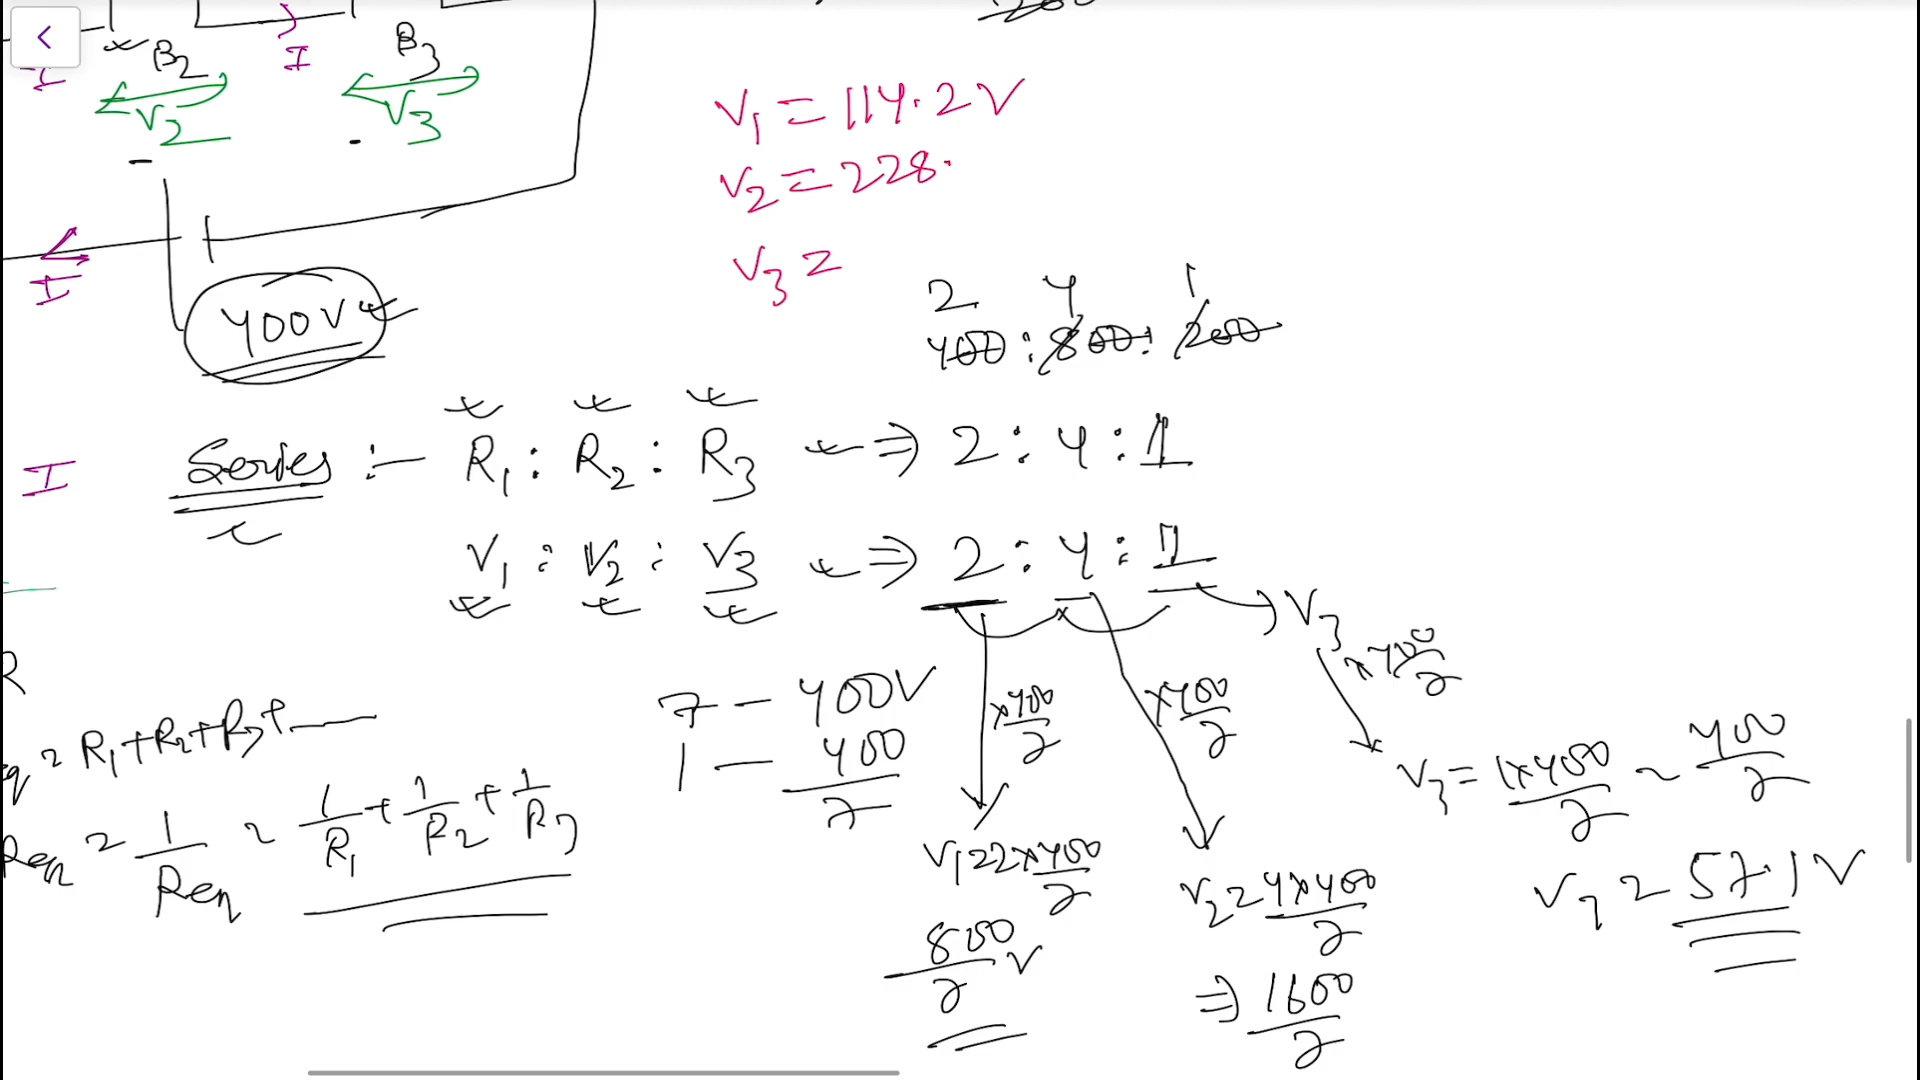 I B₂ I B₃
V₂ V₃
V₁ = 114.2V
V₂ = 228.
V₃ =
I
400V
2 4 1
400 : 800 : 200
Series :- R₁ : R₂ : R₃ => 2 : 4 : 1
I
V₁ : V₂ : V₃ => 2 : 4 : 1
V₃
×400/7 ×400/7 ×400/7
R
eq = R₁+R₂+R₃+
7 - 400V
1 - 400/7
Req = 1/Req = 1/R₁ + 1/R₂ + 1/R₃
V₁ = 2×400/7
800/7 V
V₂ = 4×400/7
=> 1600/7
V₃ = 1×400/7 = 400/7
V₃ = 57.1V